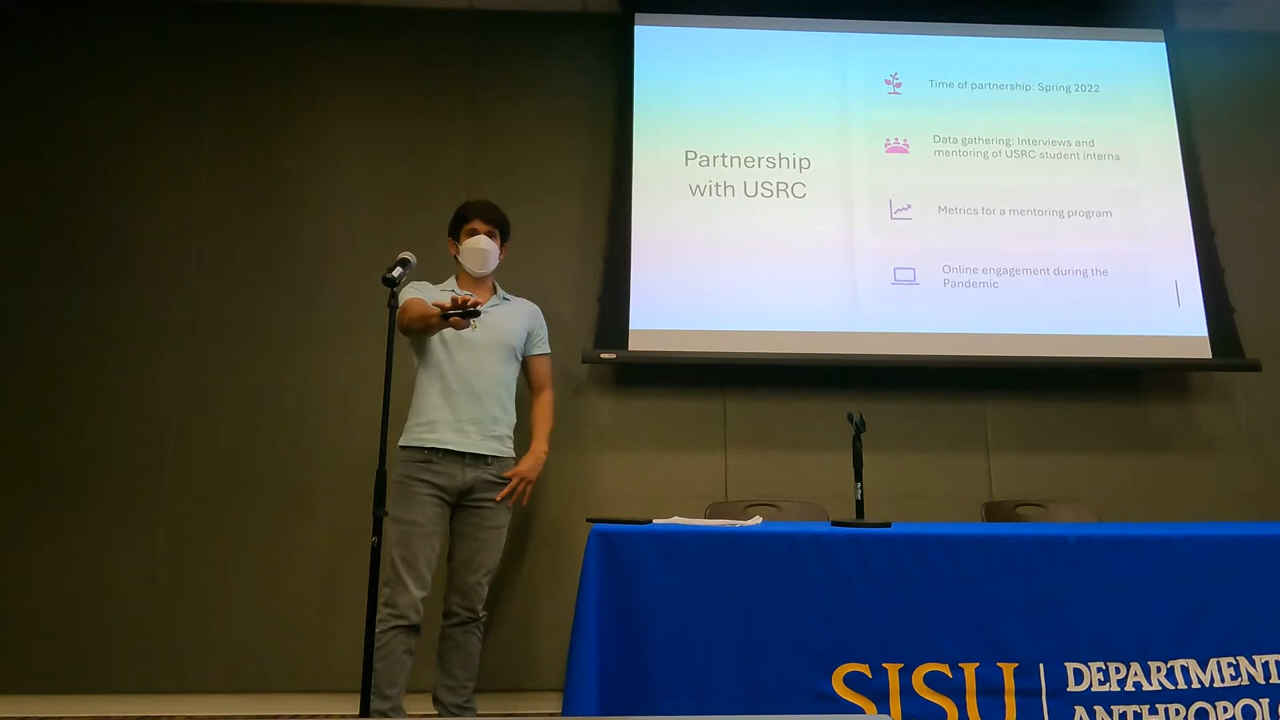 Partnership
with USRC
Time of partnership: Spring 2022
Data gathering: Interviews and
mentoring of USRC student interns
Metrics for a mentoring program
Online engagement during the
Pandemic
SJSU | DEPARTMENT
ANTHROPOL